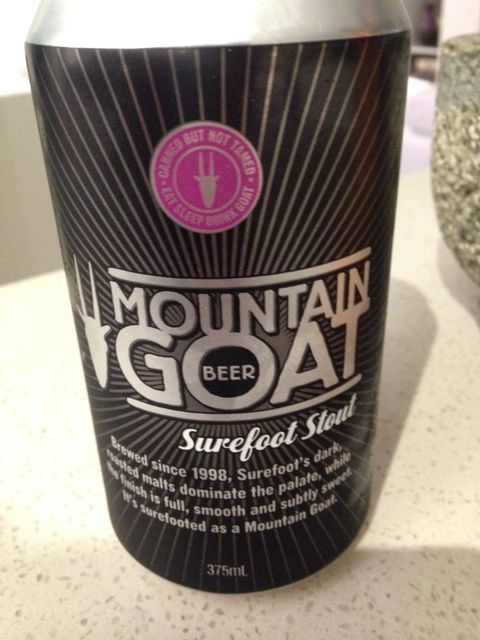 CANNED BUT NOT TAMED
EAT SLEEP DRINK GOAT
MOUNTAIN
GOAT
BEER
Surefoot Stout
Brewed since 1998, Surefoot's dark,
roasted malts dominate the palate, while
the finish is full, smooth and subtly sweet.
It's surefooted as a Mountain Goat.
375mL